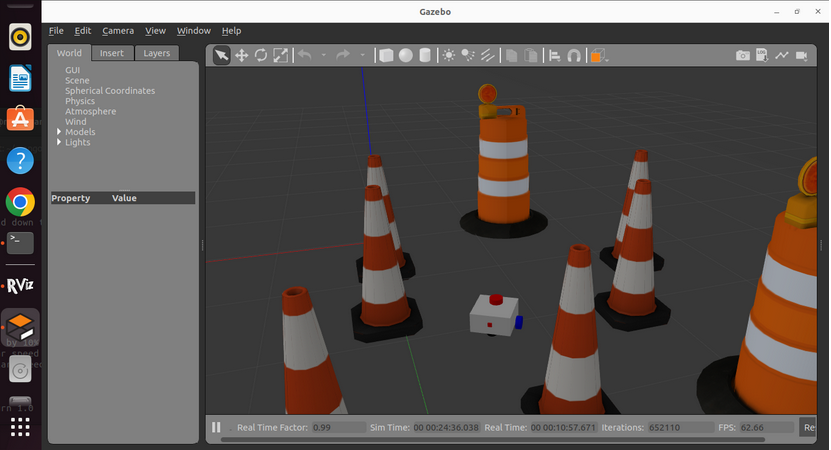 Gazebo
File Edit Camera View Window Help
World Insert Layers
GUI
Scene
Spherical Coordinates
Physics
Atmosphere
Wind
Models
Lights
Property Value
RViz
Real Time Factor: 0.99 Sim Time: 00 00:24:36.038 Real Time: 00 00:10:57.671 Iterations: 652110 FPS: 62.66 Re